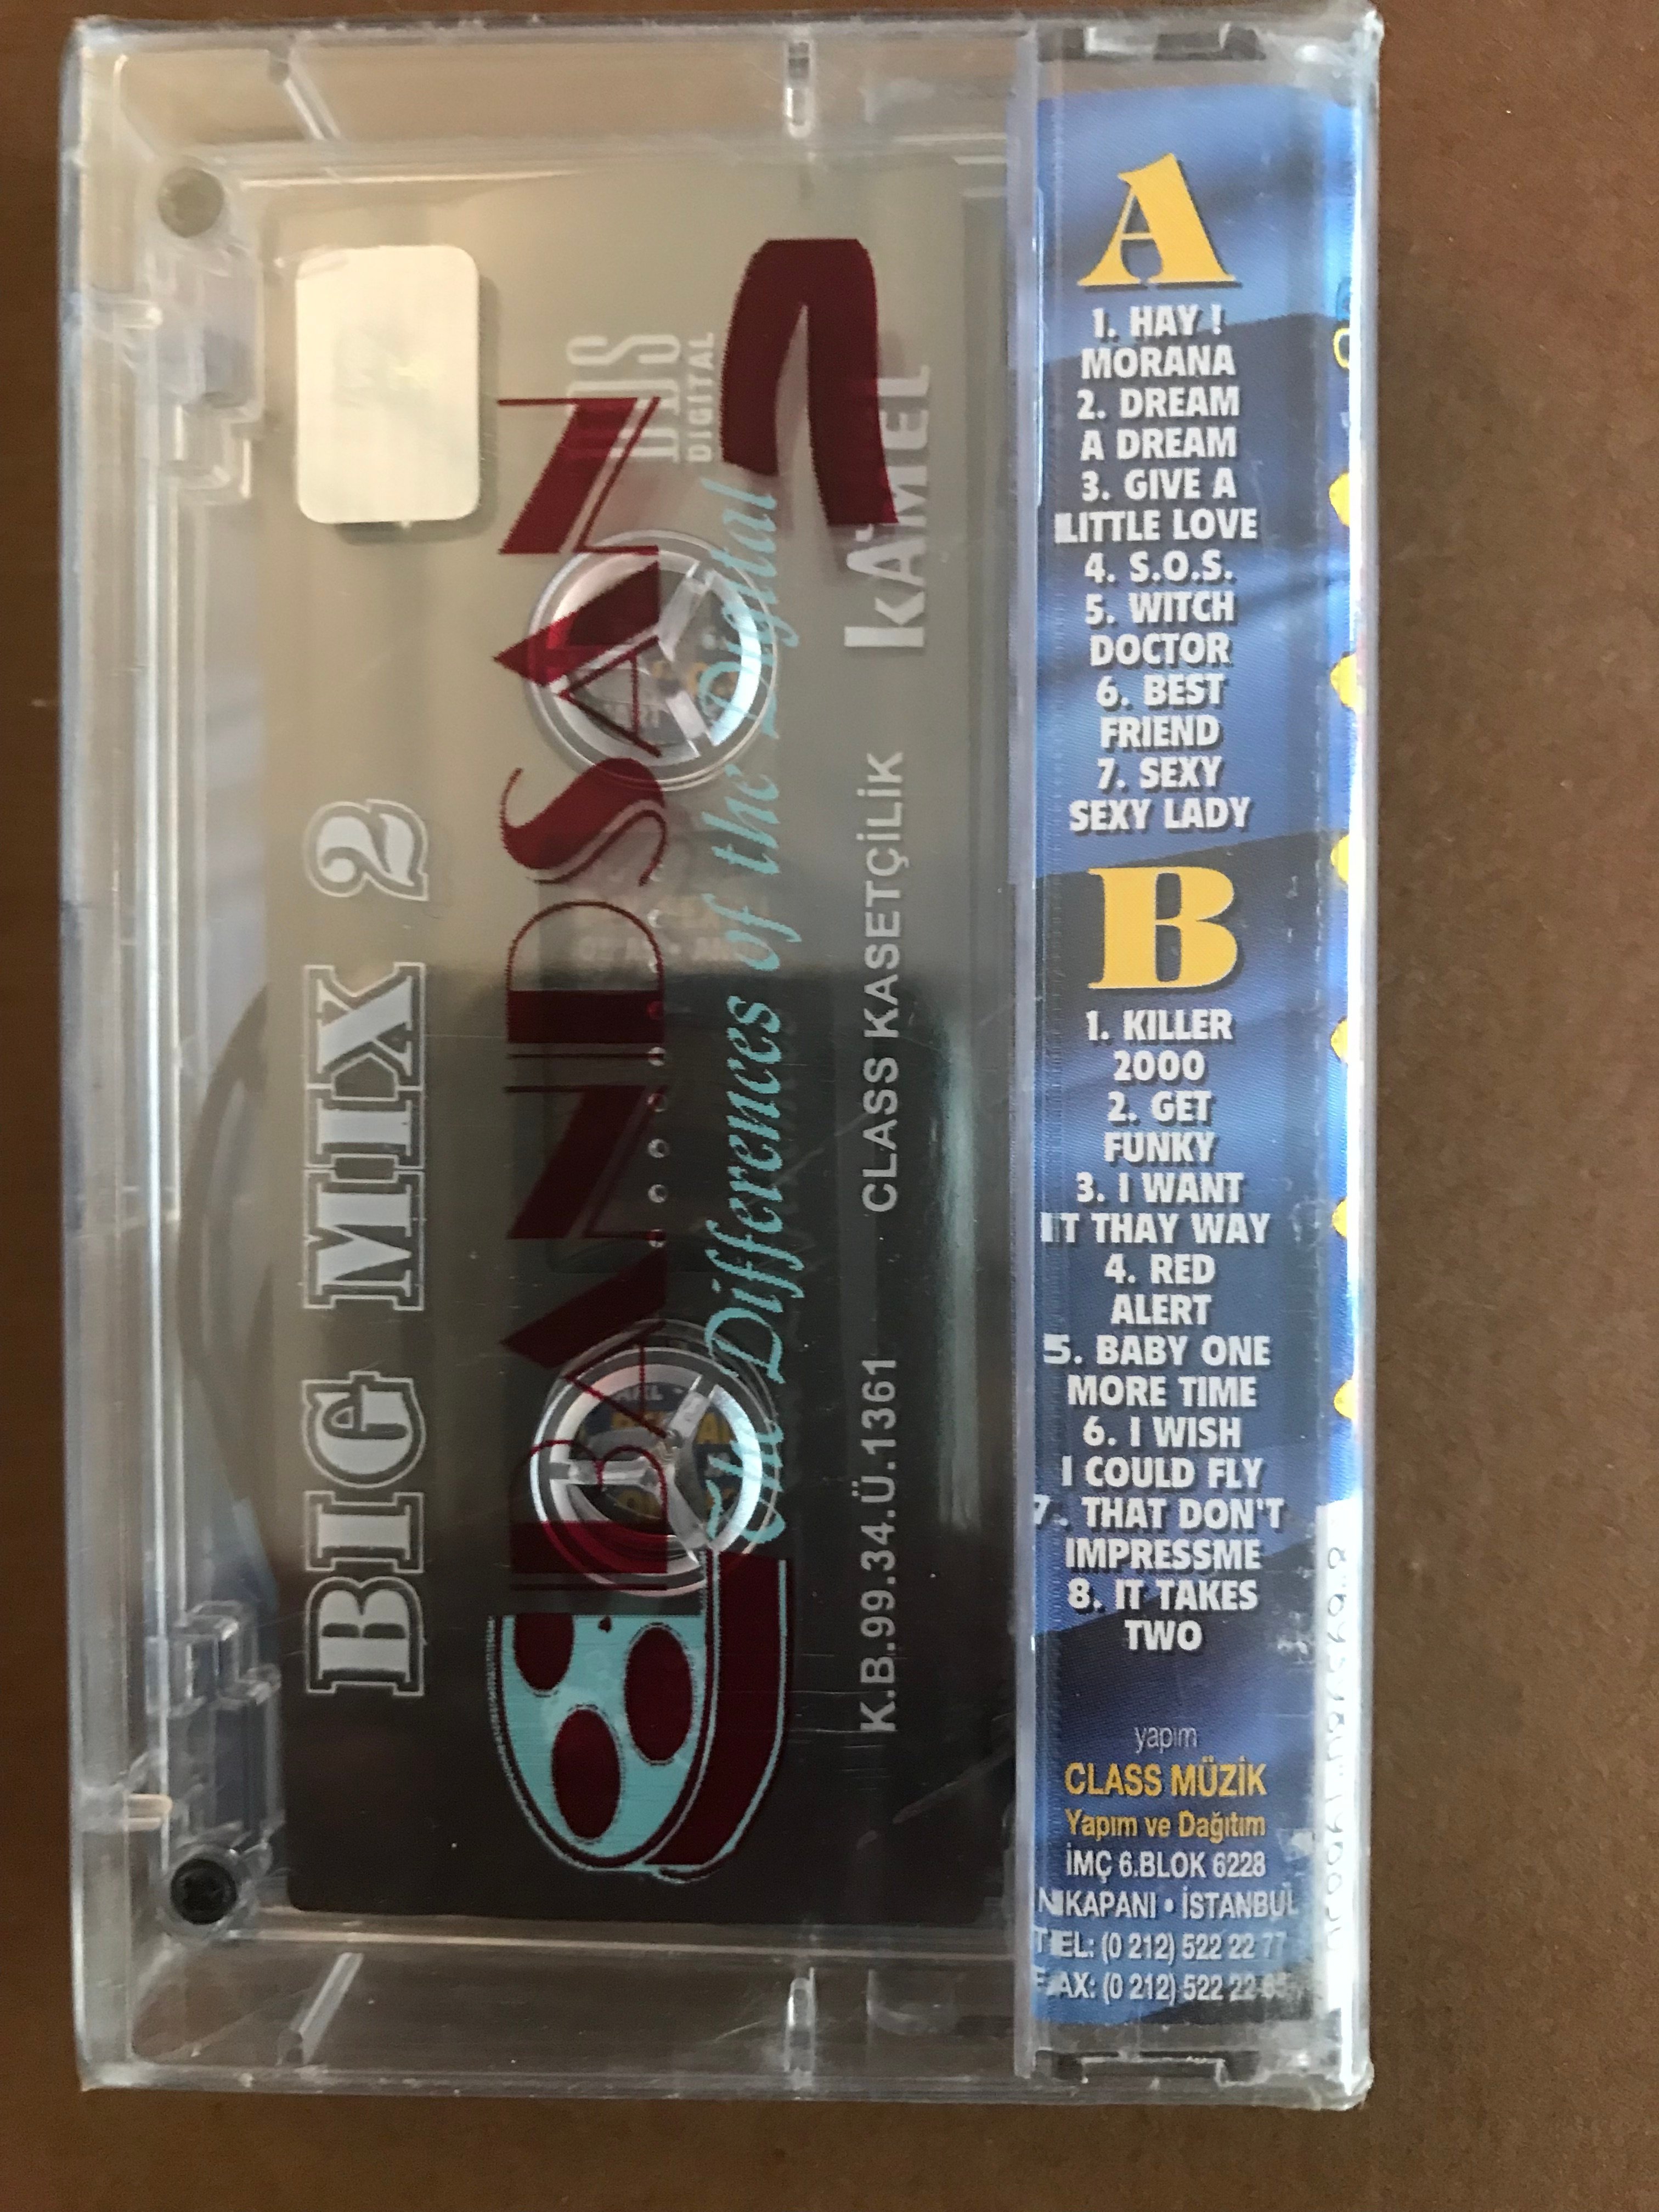 BIG MIX 2
BANDSAN
The Differences of the Digital
DIGITAL
kAMEL
CLASS KASETÇİLİK
K.B.99.34.Ü.1361
A
1. HAY !
MORANA
2. DREAM
A DREAM
3. GIVE A
LITTLE LOVE
4. S.O.S.
5. WITCH
DOCTOR
6. BEST
FRIEND
7. SEXY
SEXY LADY
B
1. KILLER
2000
2. GET
FUNKY
3. I WANT
IT THAY WAY
4. RED
ALERT
5. BABY ONE
MORE TIME
6. I WISH
I COULD FLY
7. THAT DON'T
IMPRESSME
8. IT TAKES
TWO
yapım
CLASS MÜZİK
Yapım ve Dağıtım
İMÇ 6.BLOK 6228
KAPANI • İSTANBUL
TEL: (0 212) 522 22 77
FAX: (0 212) 522 22